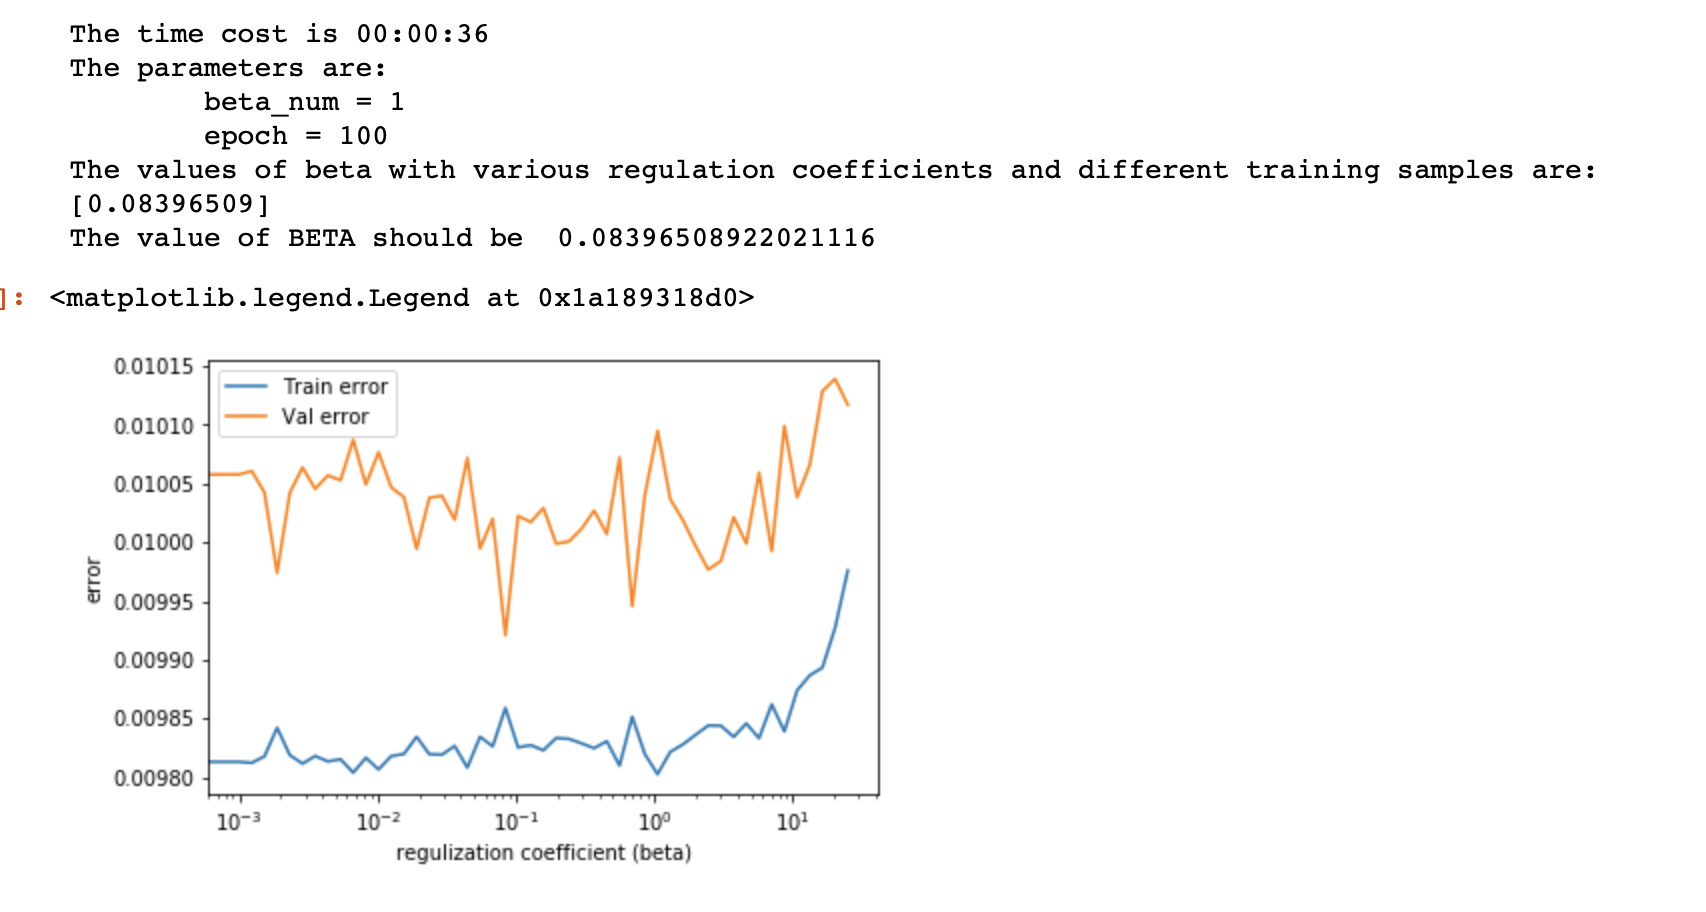 The time cost is 00:00:36
The parameters are:
beta_num = 1
epoch = 100
The values of beta with various regulation coefficients and different training samples are:
[0.08396509]
The value of BETA should be  0.08396508922021116
]: <matplotlib.legend.Legend at 0x1a189318d0>
Train error
Val error
0.01015
0.01010
0.01005
0.01000
0.00995
0.00990
0.00985
0.00980
error
10⁻³ 10⁻² 10⁻¹ 10⁰ 10¹
regulization coefficient (beta)